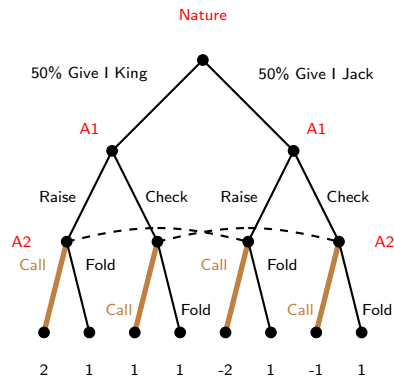 Nature
50% Give I King
50% Give I Jack
A1
A1
Raise
Check
Raise
Check
A2
A2
Call
Fold
Call
Fold
Call
Fold
Call
Fold
2
1
1
1
-2
1
-1
1